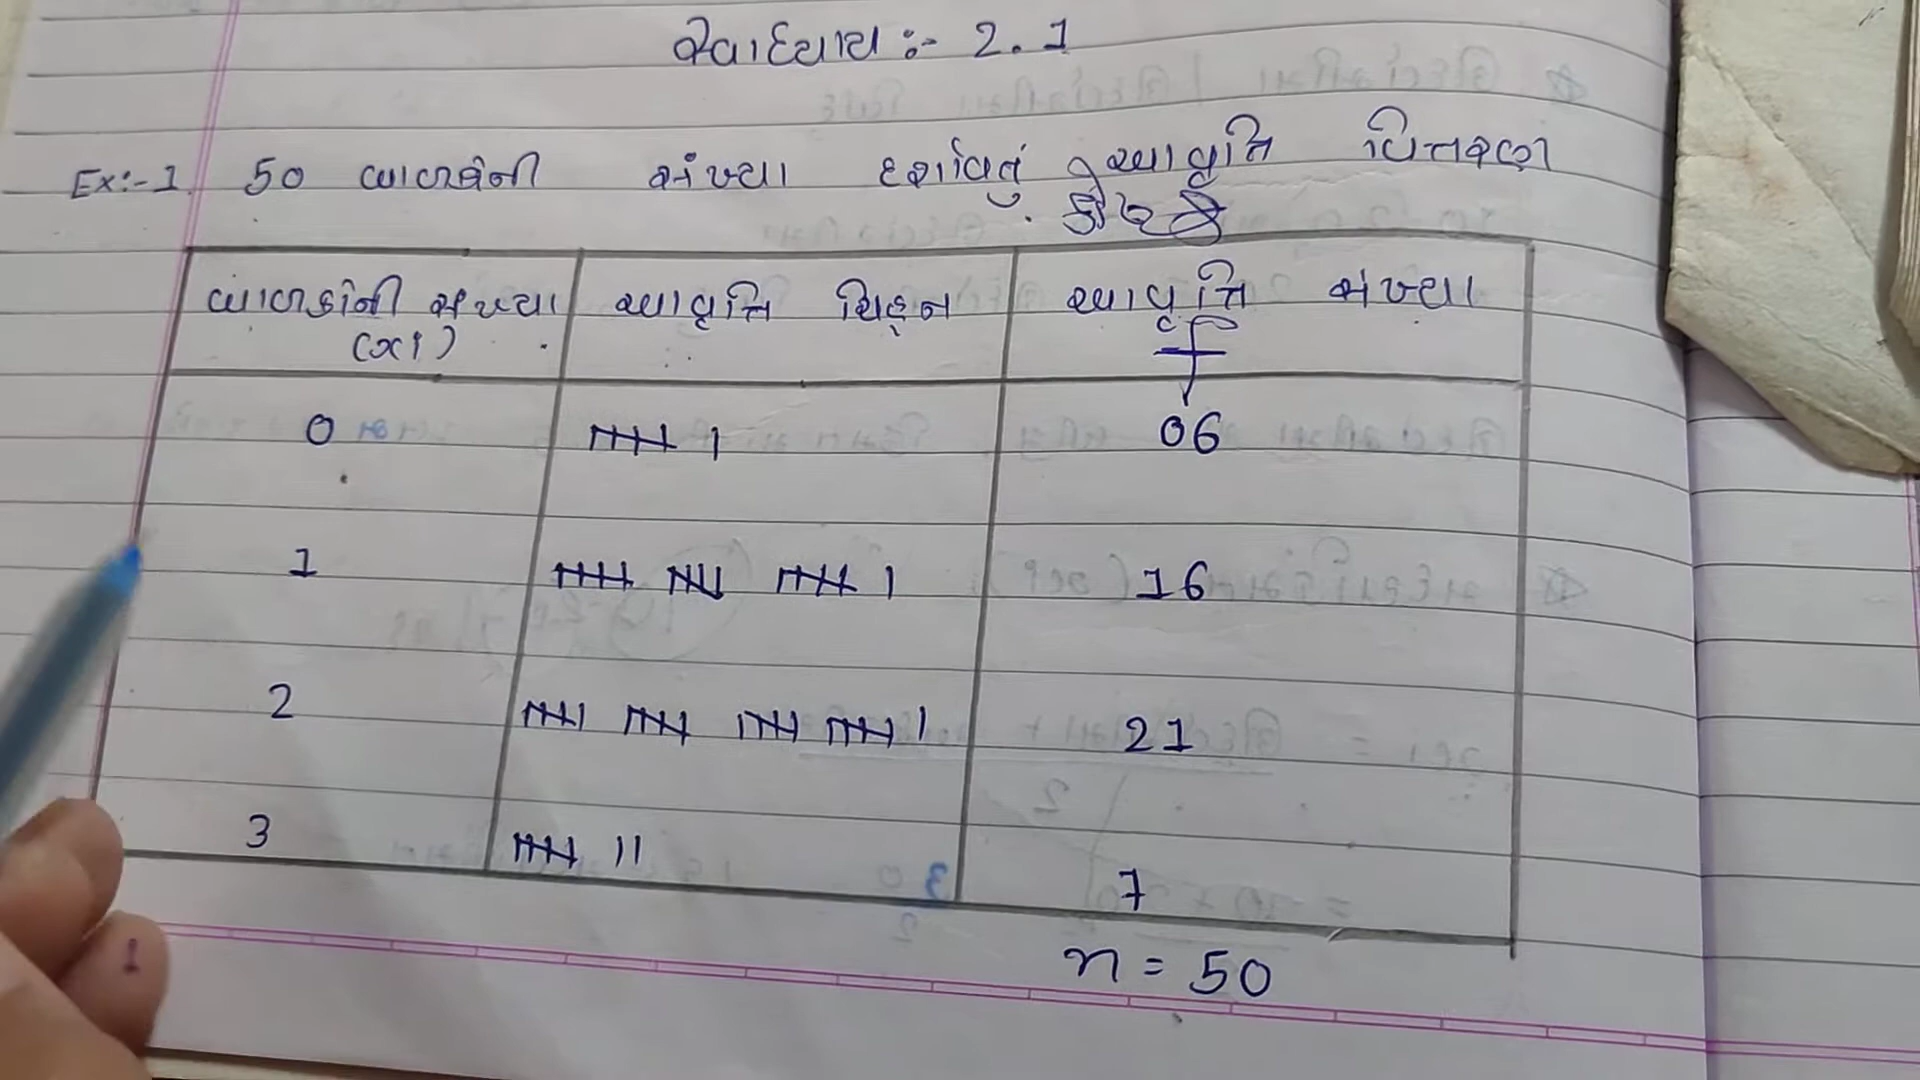 સ્વાધ્યાય :- 2.1
Ex:-1 50 બાળકોની સંખ્યા દર્શાવતું આવૃત્તિ વિતરણ
કોષ્ટક
બાળકોની સંખ્યા આવૃત્તિ ચિહ્ન આવૃત્તિ સંખ્યા
(xi) f
0 𝍸 | 06
1 𝍸 𝍸 𝍸 | 16
2 𝍸 𝍸 𝍸 𝍸 | 21
3 𝍸 || 7
n = 50